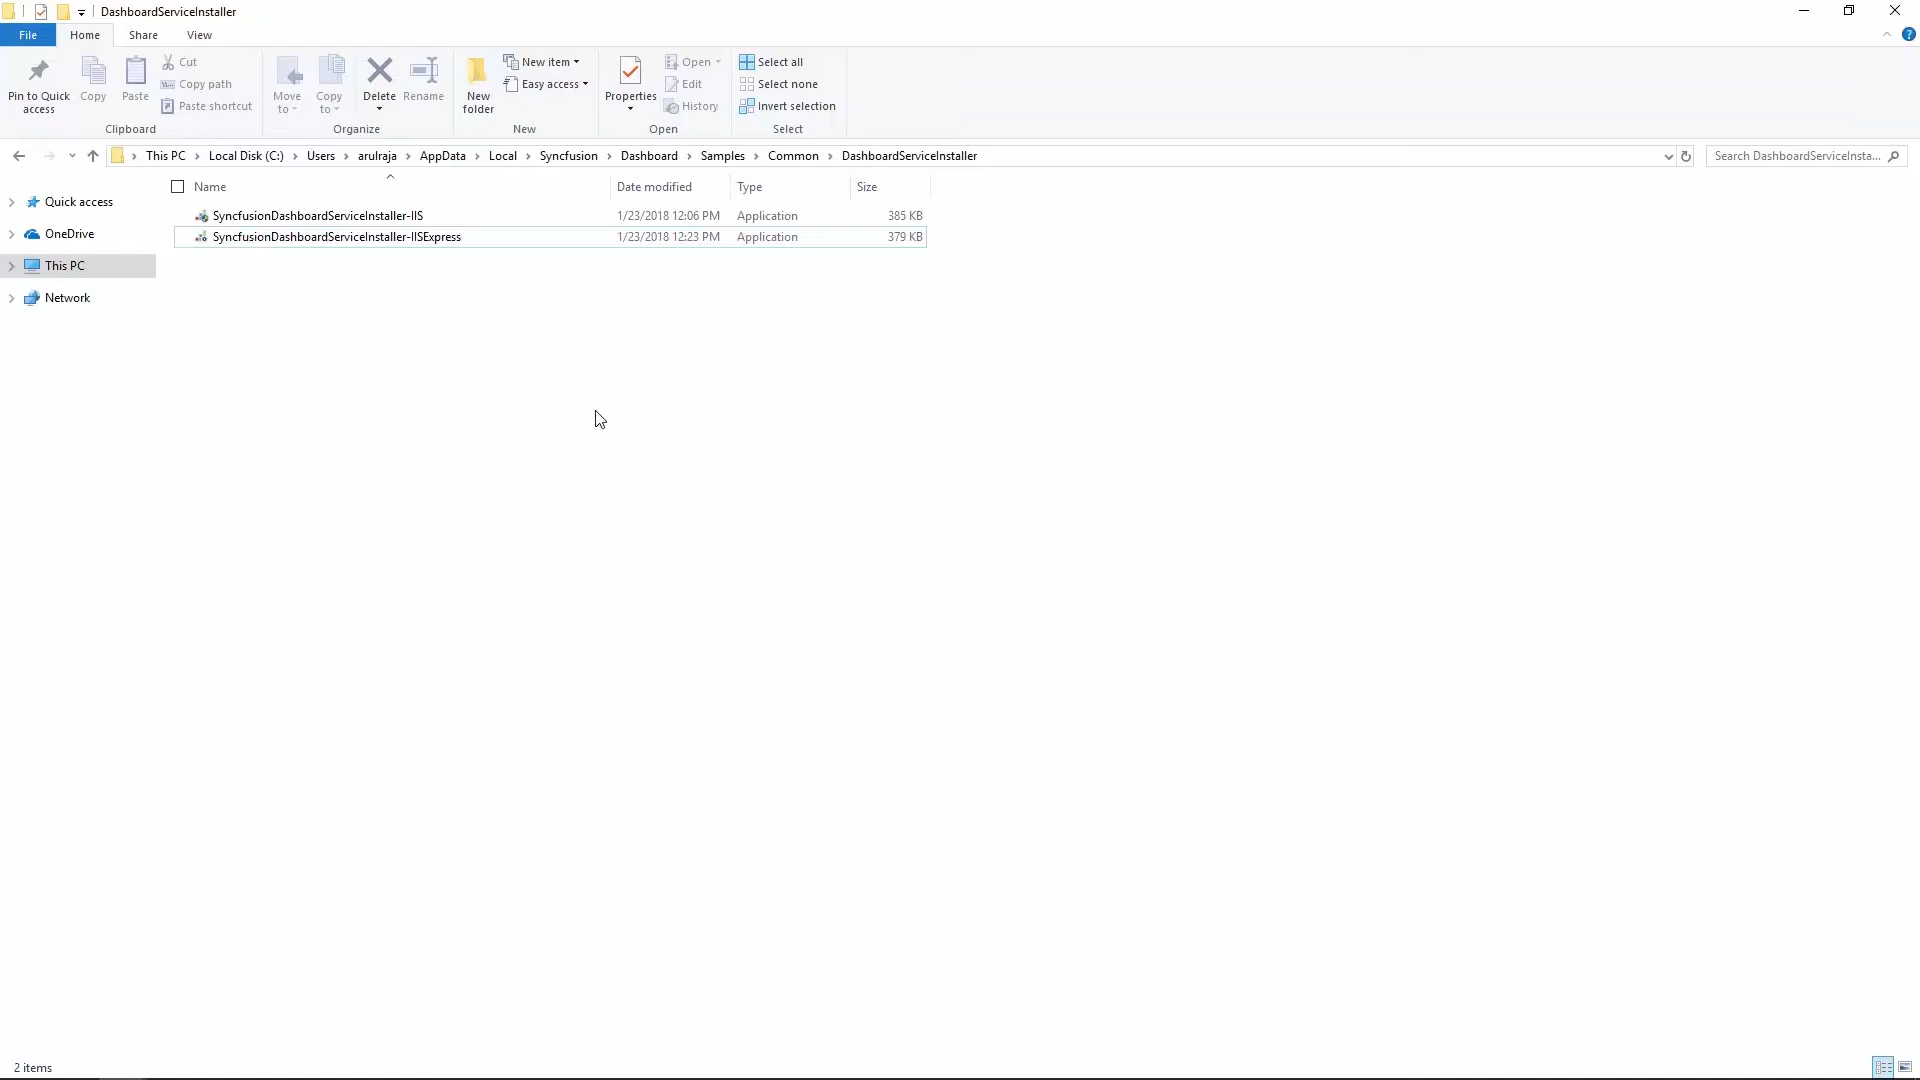 DashboardServiceInstaller
File Home Share View
Pin to Quick access
Copy
Paste
Cut
Copy path
Paste shortcut
Clipboard
Move to
Copy to
Delete
Rename
Organize
New folder
New item
Easy access
New
Properties
Open
Edit
History
Open
Select all
Select none
Invert selection
Select
This PC > Local Disk (C:) > Users > arulraja > AppData > Local > Syncfusion > Dashboard > Samples > Common > DashboardServiceInstaller
Search DashboardServiceInsta...
Quick access
OneDrive
This PC
Network
Name Date modified Type Size
SyncfusionDashboardServiceInstaller-IIS 1/23/2018 12:06 PM Application 385 KB
SyncfusionDashboardServiceInstaller-IISExpress 1/23/2018 12:23 PM Application 379 KB
2 items